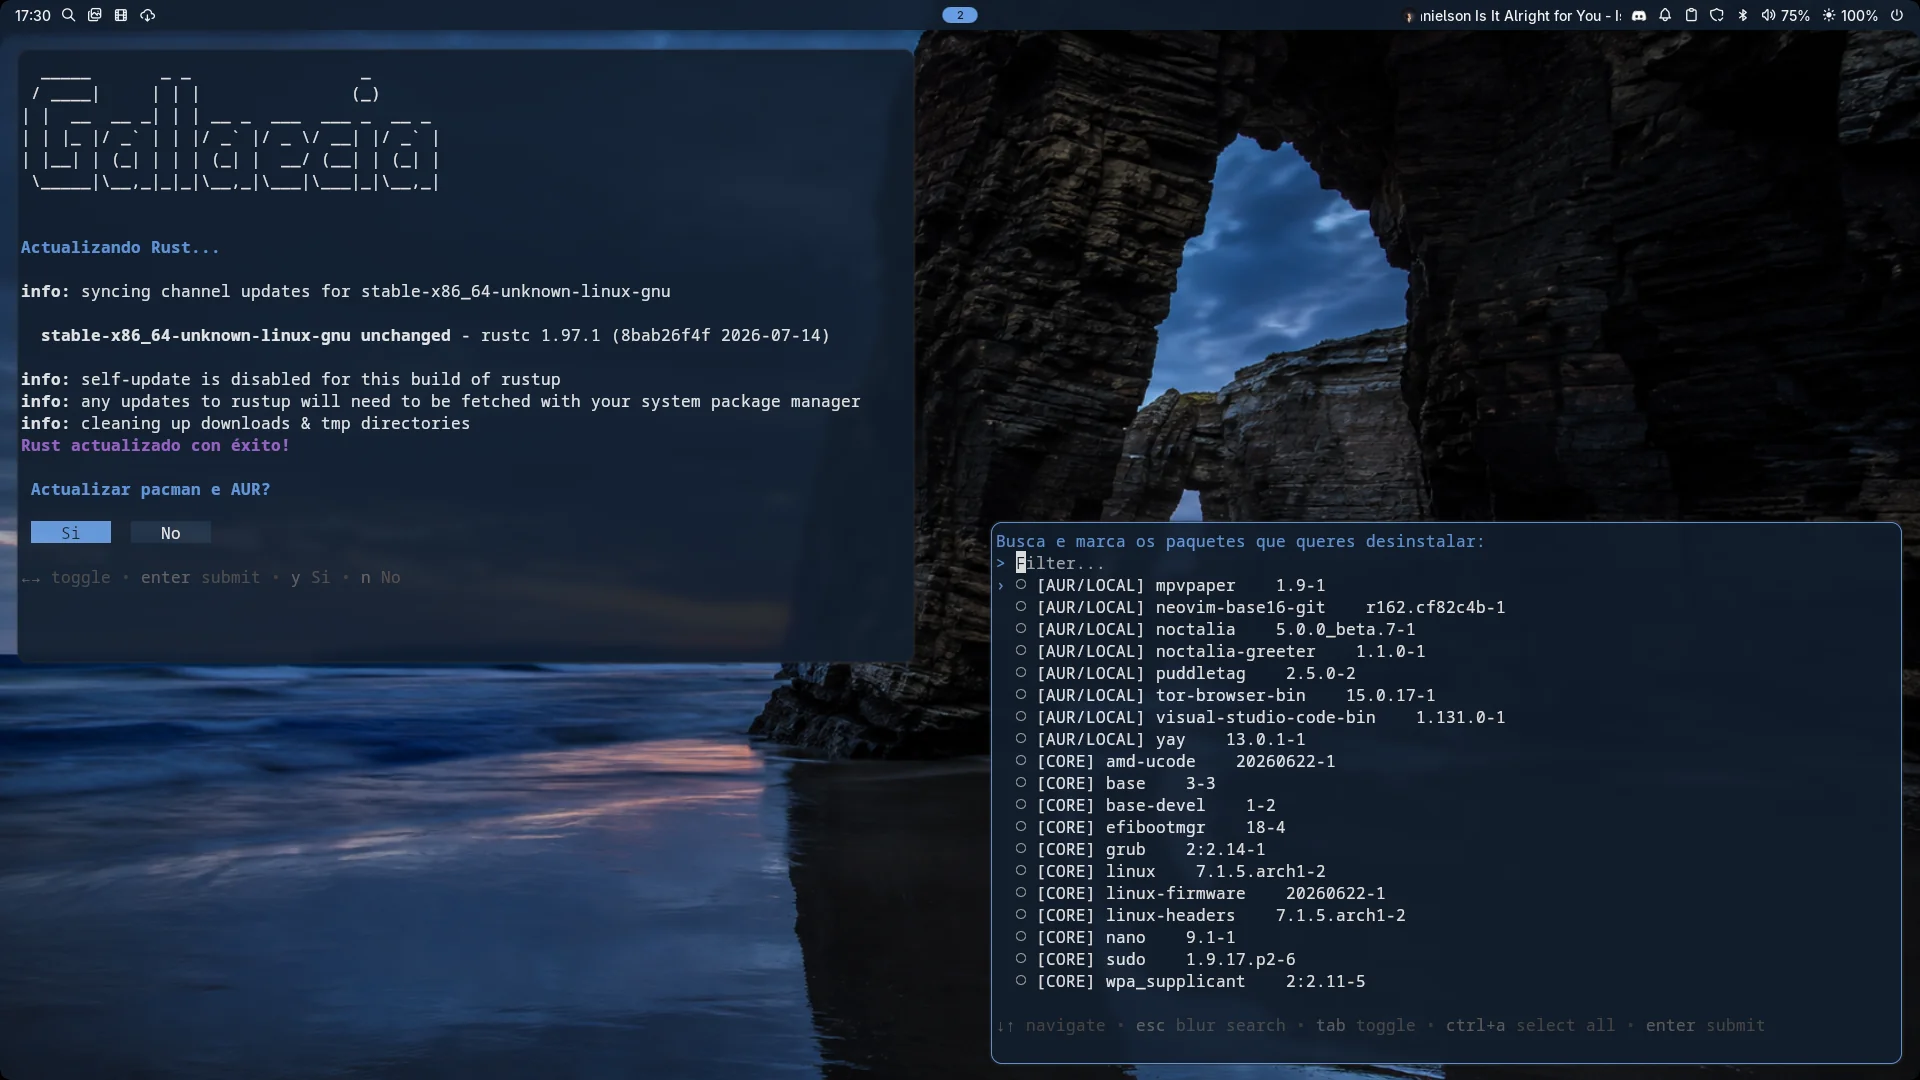 17:30
2
nielson Is It Alright for You - I
75%
100%
Gallaecia
Actualizando Rust...
info: syncing channel updates for stable-x86_64-unknown-linux-gnu
stable-x86_64-unknown-linux-gnu unchanged - rustc 1.97.1 (8bab26f4f 2026-07-14)
info: self-update is disabled for this build of rustup
info: any updates to rustup will need to be fetched with your system package manager
info: cleaning up downloads & tmp directories
Rust actualizado con éxito!
Actualizar pacman e AUR?
Si No
←→ toggle • enter submit • y Si • n No
Busca e marca os paquetes que queres desinstalar:
> Filter...
› ○ [AUR/LOCAL] mpvpaper 1.9-1
○ [AUR/LOCAL] neovim-base16-git r162.cf82c4b-1
○ [AUR/LOCAL] noctalia 5.0.0_beta.7-1
○ [AUR/LOCAL] noctalia-greeter 1.1.0-1
○ [AUR/LOCAL] puddletag 2.5.0-2
○ [AUR/LOCAL] tor-browser-bin 15.0.17-1
○ [AUR/LOCAL] visual-studio-code-bin 1.131.0-1
○ [AUR/LOCAL] yay 13.0.1-1
○ [CORE] amd-ucode 20260622-1
○ [CORE] base 3-3
○ [CORE] base-devel 1-2
○ [CORE] efibootmgr 18-4
○ [CORE] grub 2:2.14-1
○ [CORE] linux 7.1.5.arch1-2
○ [CORE] linux-firmware 20260622-1
○ [CORE] linux-headers 7.1.5.arch1-2
○ [CORE] nano 9.1-1
○ [CORE] sudo 1.9.17.p2-6
○ [CORE] wpa_supplicant 2:2.11-5
↓↑ navigate • esc blur search • tab toggle • ctrl+a select all • enter submit